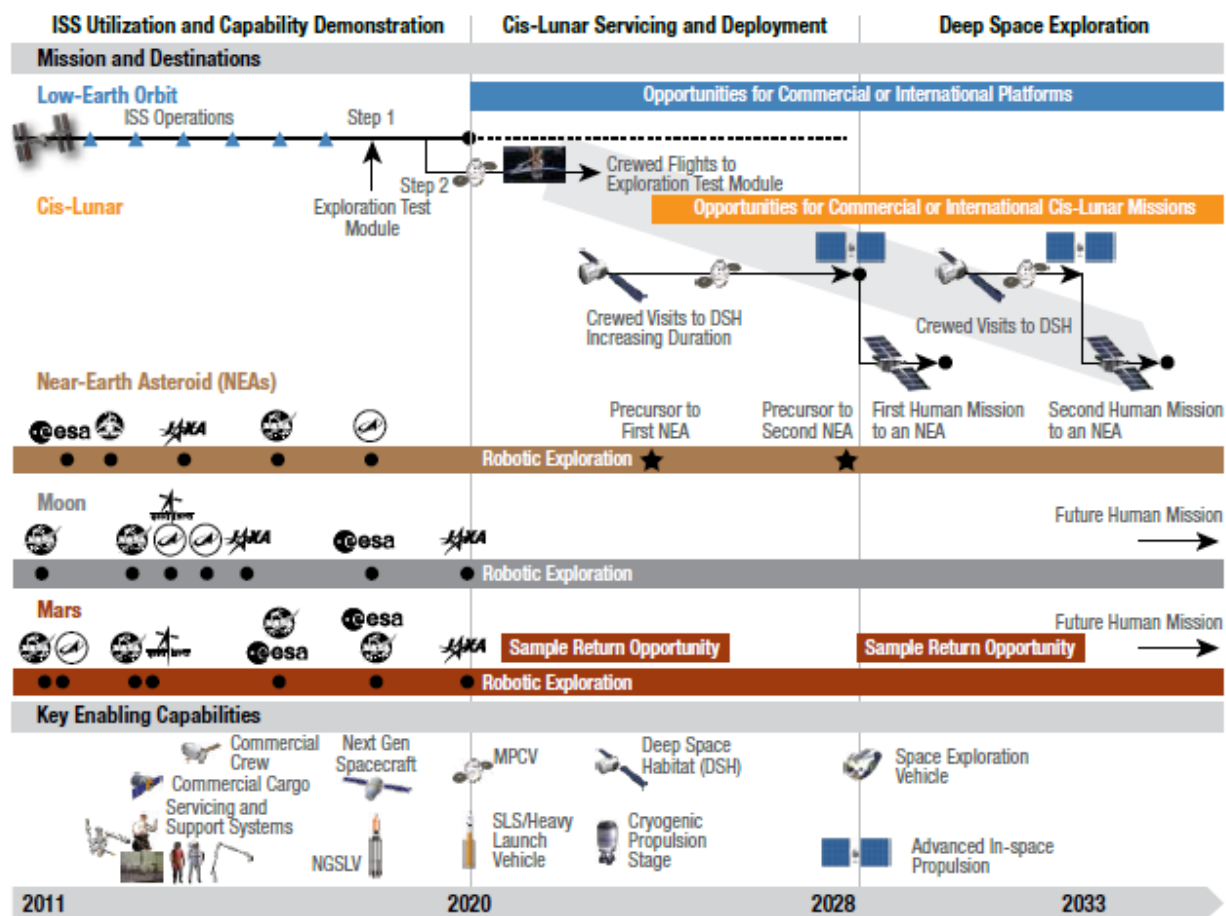 ISS Utilization and Capability Demonstration
Cis-Lunar Servicing and Deployment
Deep Space Exploration
Mission and Destinations
Low-Earth Orbit
Opportunities for Commercial or International Platforms
ISS Operations
Step 1
Step 2
Crewed Flights to
Exploration Test Module
Exploration Test
Module
Cis-Lunar
Opportunities for Commercial or International Cis-Lunar Missions
Crewed Visits to DSH
Increasing Duration
Crewed Visits to DSH
Near-Earth Asteroid (NEAs)
Precursor to
First NEA
Precursor to
Second NEA
First Human Mission
to an NEA
Second Human Mission
to an NEA
esa
JAXA
NASA
Robotic Exploration
Moon
NASA
NASA
JAXA
esa
JAXA
Future Human Mission
Robotic Exploration
Mars
NASA
NASA
NASA
esa
esa
NASA
JAXA
Sample Return Opportunity
Sample Return Opportunity
Future Human Mission
Robotic Exploration
Key Enabling Capabilities
Commercial
Crew
Commercial Cargo
Servicing and
Support Systems
Next Gen
Spacecraft
NGSLV
MPCV
SLS/Heavy
Launch
Vehicle
Deep Space
Habitat (DSH)
Cryogenic
Propulsion
Stage
Space Exploration
Vehicle
Advanced In-space
Propulsion
2011
2020
2028
2033